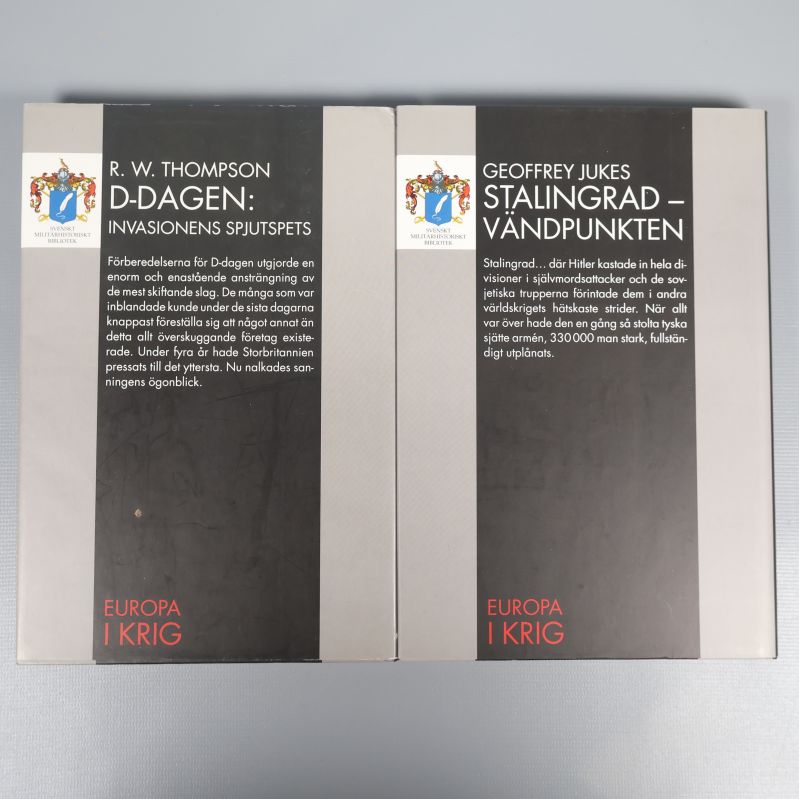 R. W. THOMPSON
D-DAGEN:
INVASIONENS SPJUTSPETS
SVENSKT
MILITÄRHISTORISKT
BIBLIOTEK
Förberedelserna för D-dagen utgjorde en
enorm och enastående ansträngning av
de mest skiftande slag. De många som var
inblandade kunde under de sista dagarna
knappast föreställa sig att något annat än
detta allt överskuggande företag existe-
rade. Under fyra år hade Storbritannien
pressats till det yttersta. Nu nalkades san-
ningens ögonblick.
EUROPA
I KRIG
GEOFFREY JUKES
STALINGRAD –
VÄNDPUNKTEN
SVENSKT
MILITÄRHISTORISKT
BIBLIOTEK
Stalingrad... där Hitler kastade in hela di-
visioner i självmordsattacker och de sov-
jetiska trupperna förintade dem i andra
världskrigets hätskaste strider. När allt
var över hade den en gång så stolta tyska
sjätte armén, 330 000 man stark, fullstän-
digt utplånats.
EUROPA
I KRIG